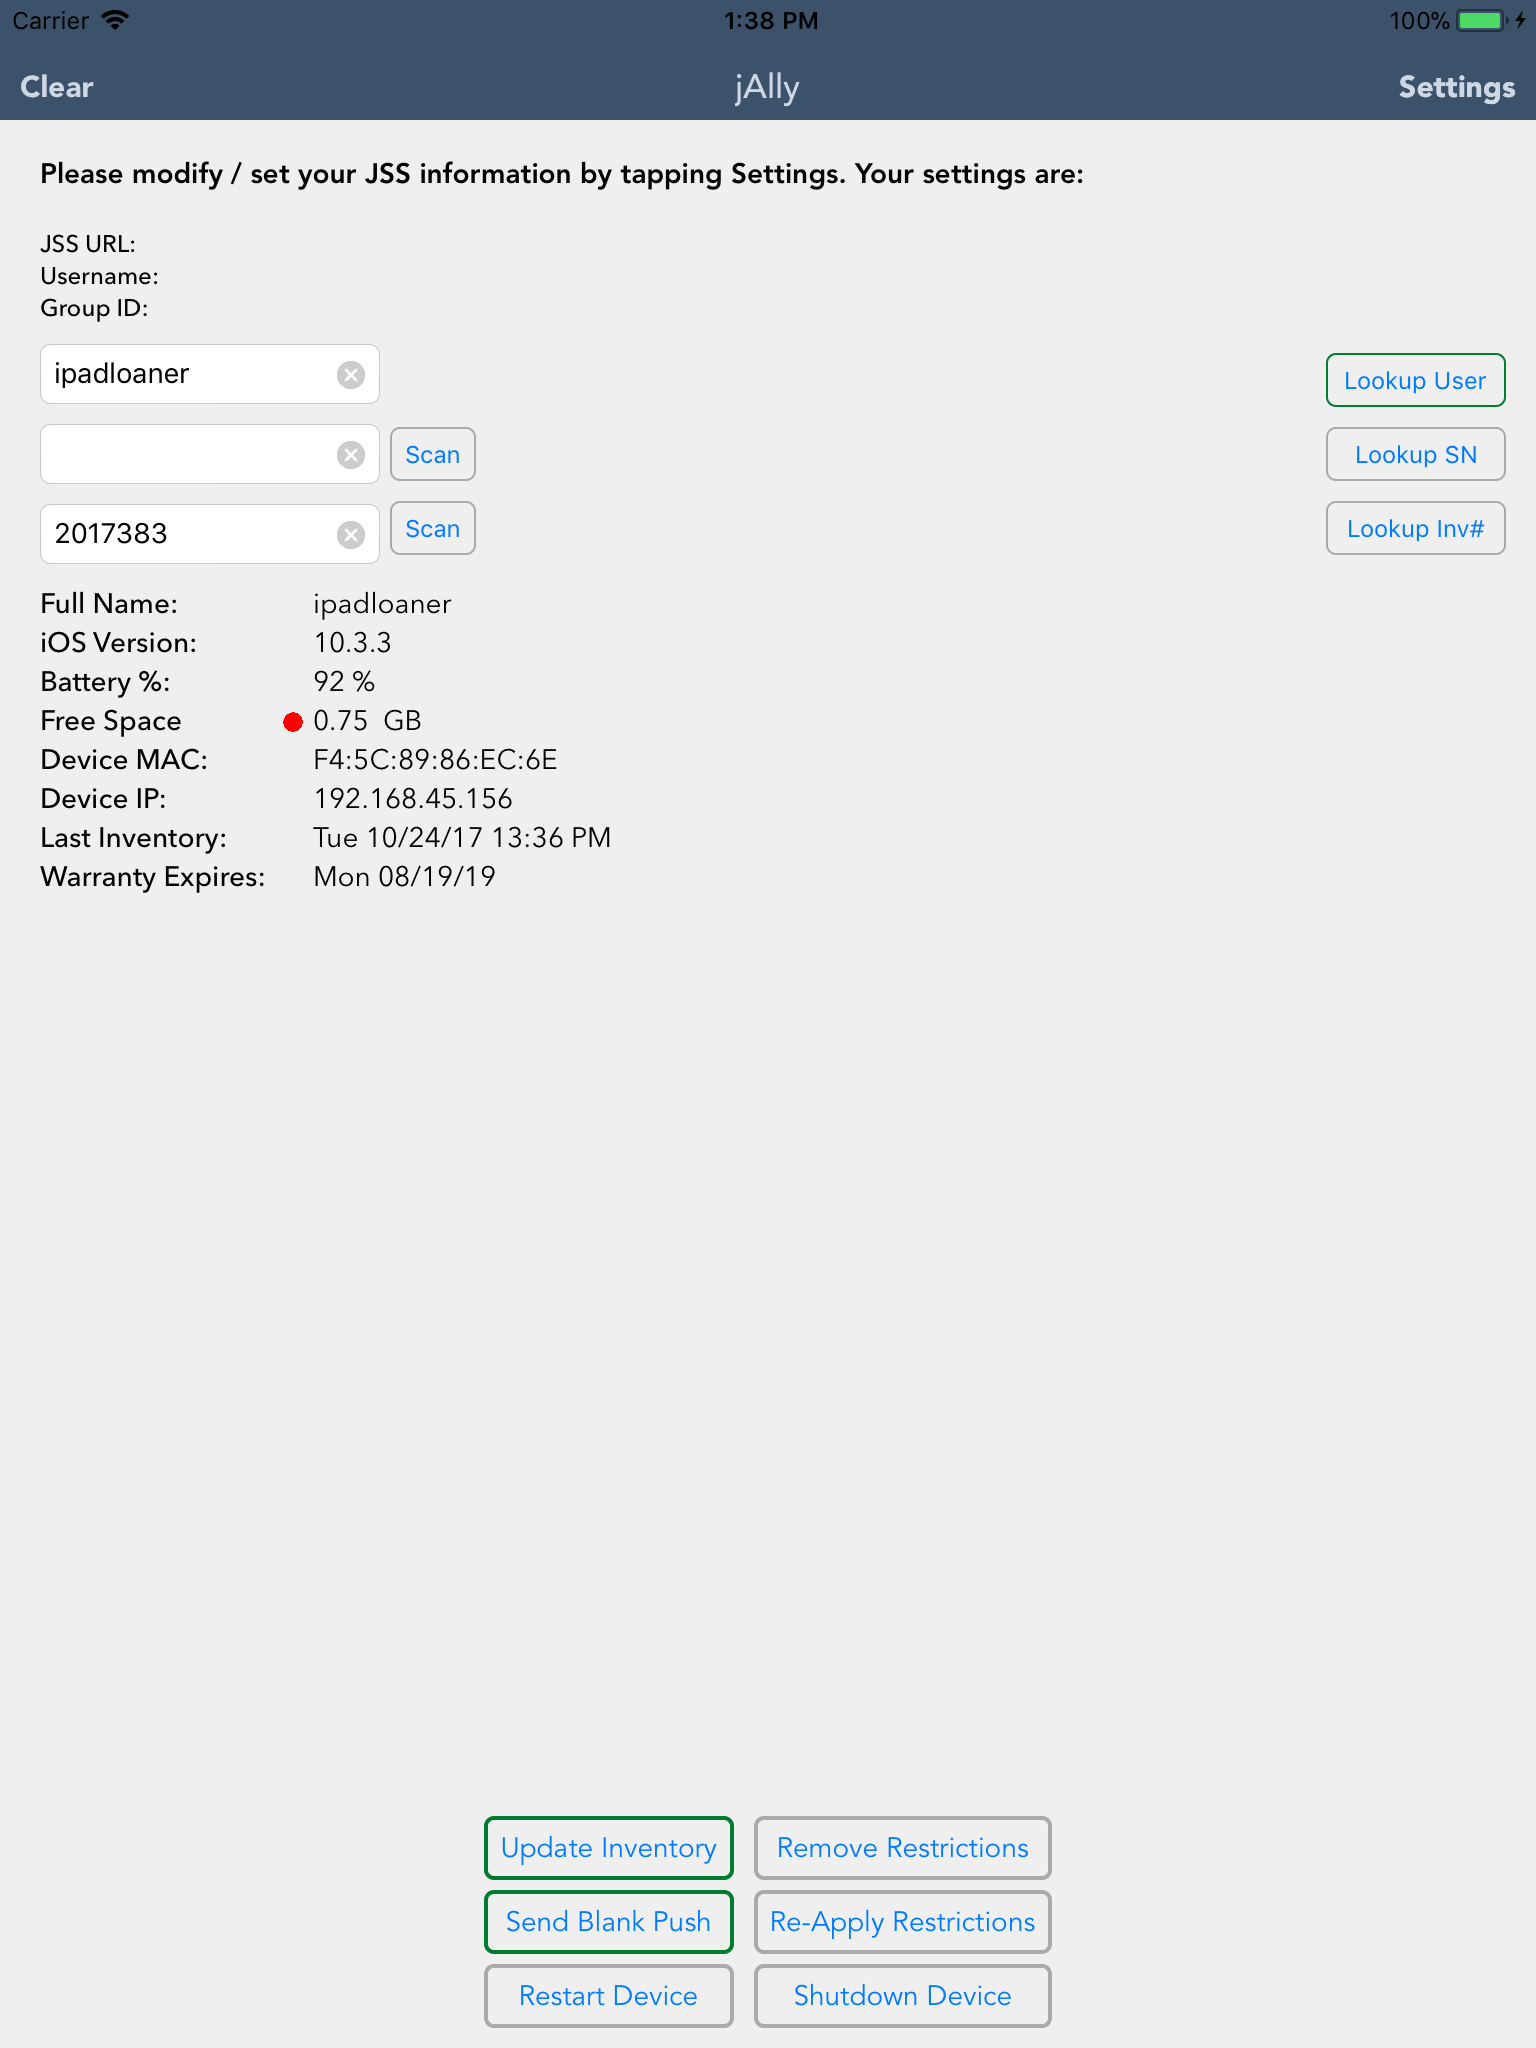 Carrier 1:38 PM 100%
Clear jAlly Settings
Please modify / set your JSS information by tapping Settings. Your settings are:
JSS URL:
Username:
Group ID:
ipadloaner Lookup User
Scan Lookup SN
2017383 Scan Lookup Inv#
Full Name: ipadloaner
iOS Version: 10.3.3
Battery %: 92 %
Free Space 0.75 GB
Device MAC: F4:5C:89:86:EC:6E
Device IP: 192.168.45.156
Last Inventory: Tue 10/24/17 13:36 PM
Warranty Expires: Mon 08/19/19
Update Inventory Remove Restrictions
Send Blank Push Re-Apply Restrictions
Restart Device Shutdown Device